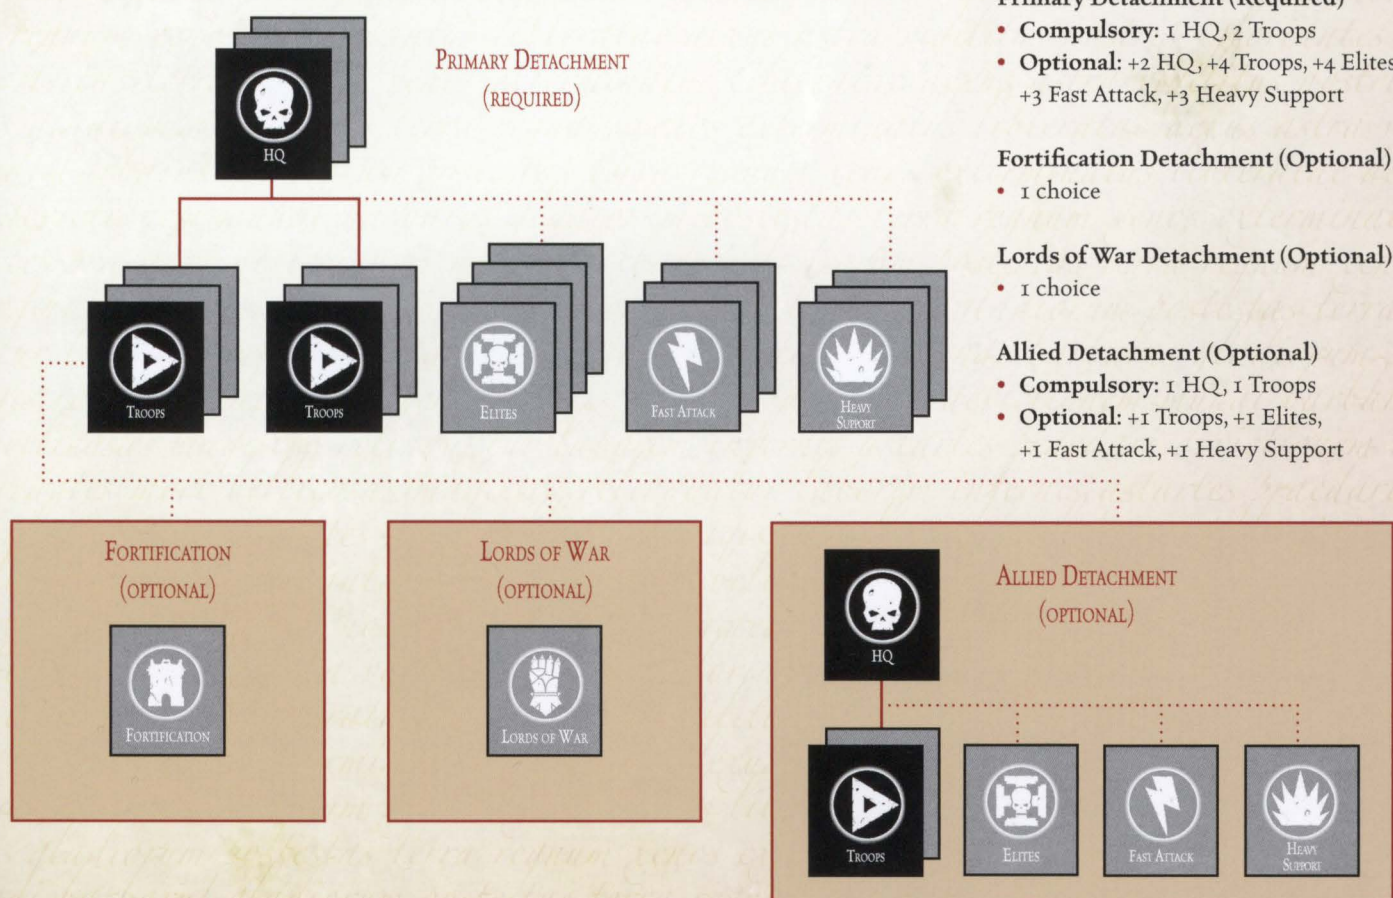 Primary Detachment (Required)
• Compulsory: 1 HQ, 2 Troops
• Optional: +2 HQ, +4 Troops, +4 Elites
+3 Fast Attack, +3 Heavy Support
Fortification Detachment (Optional)
• 1 choice
Lords of War Detachment (Optional)
• 1 choice
Allied Detachment (Optional)
• Compulsory: 1 HQ, 1 Troops
• Optional: +1 Troops, +1 Elites,
+1 Fast Attack, +1 Heavy Support
Primary Detachment
(required)
HQ
Troops
Troops
Elites
Fast Attack
Heavy
Support
Fortification
(optional)
Fortification
Lords of War
(optional)
Lords of War
Allied Detachment
(optional)
HQ
Troops
Elites
Fast Attack
Heavy
Support